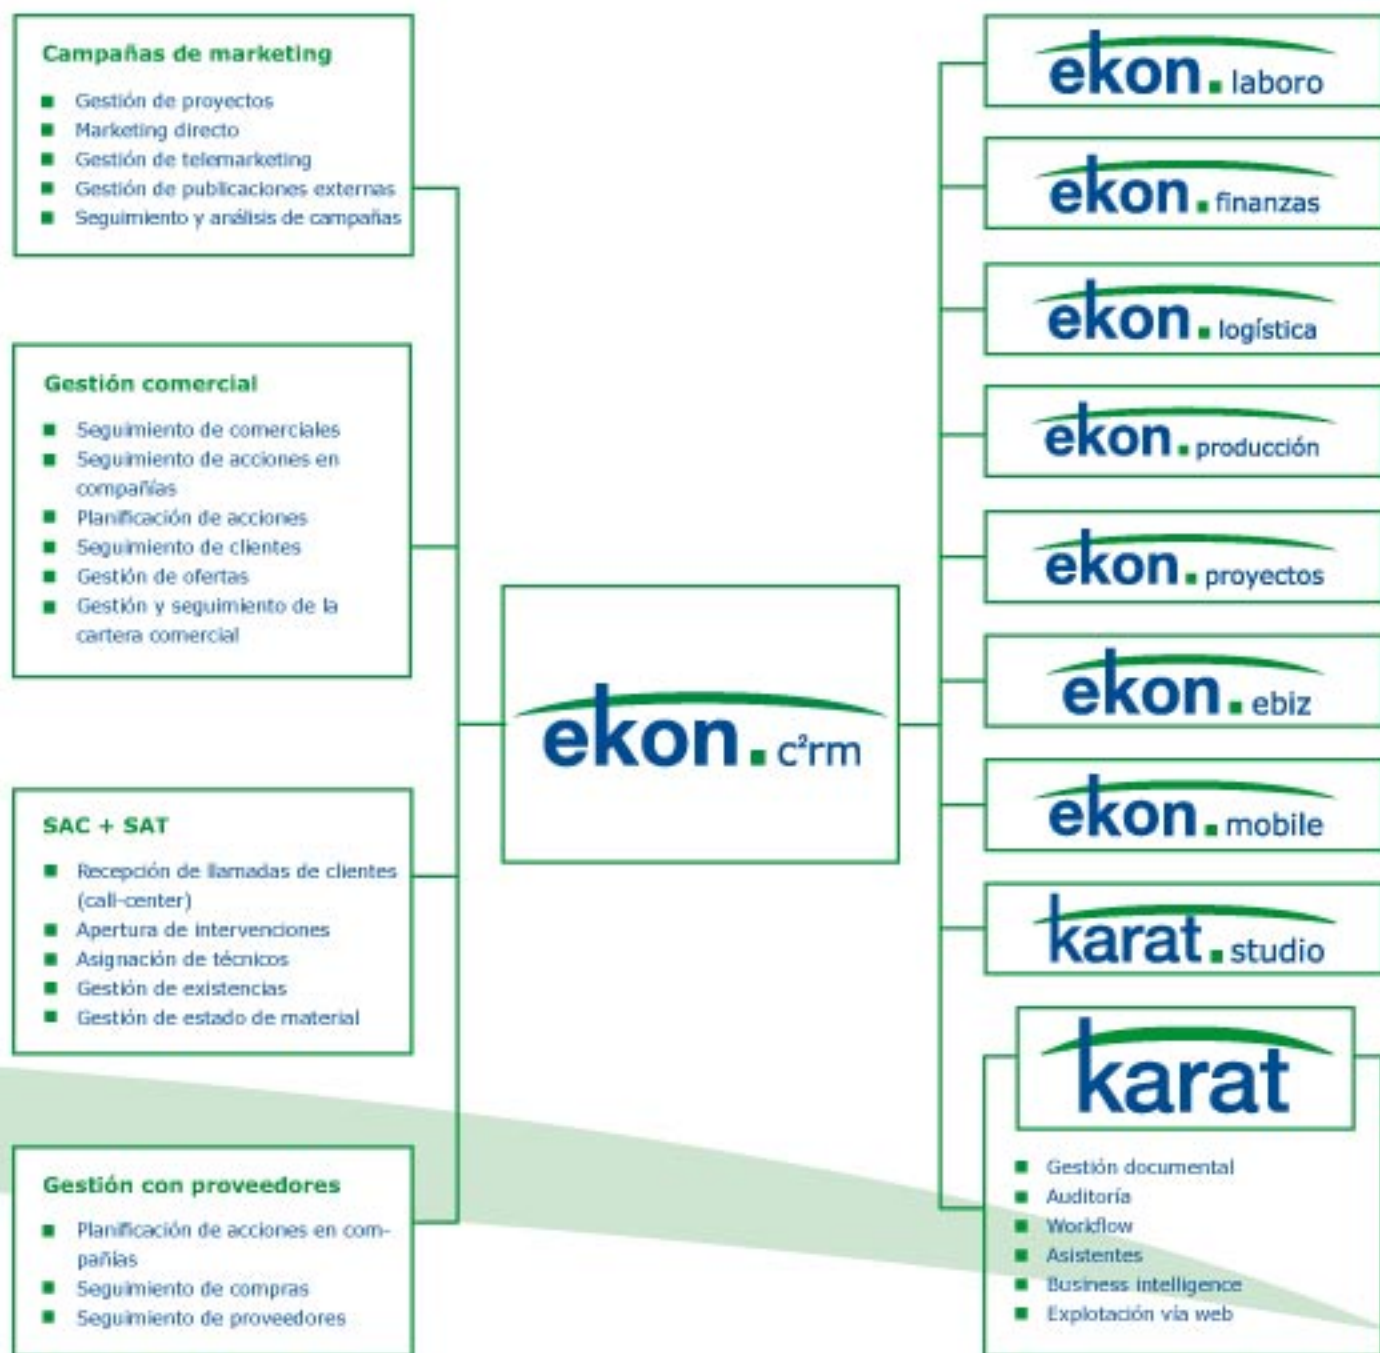 Campañas de marketing
Gestión de proyectos
Marketing directo
Gestión de telemarketing
Gestión de publicaciones externas
Seguimiento y análisis de campañas
Gestión comercial
Seguimiento de comerciales
Seguimiento de acciones en
compañías
Planificación de acciones
Seguimiento de clientes
Gestión de ofertas
Gestión y seguimiento de la
cartera comercial
SAC + SAT
Recepción de llamadas de clientes
(call-center)
Apertura de intervenciones
Asignación de técnicos
Gestión de existencias
Gestión de estado de material
Gestión con proveedores
Planificación de acciones en com-
pañias
Seguimiento de compras
Seguimiento de proveedores
ekon.c²rm
ekon.laboro
ekon.finanzas
ekon.logística
ekon.producción
ekon.proyectos
ekon.ebiz
ekon.mobile
karat.studio
karat
Gestión documental
Auditoría
Workflow
Asistentes
Business intelligence
Explotación vía web